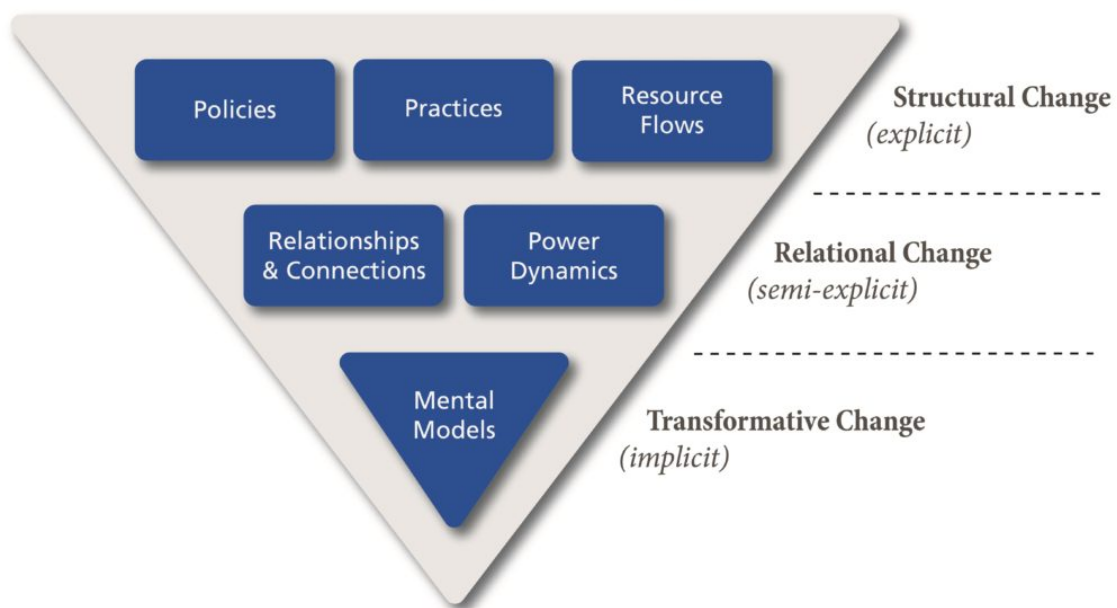 Policies
Practices
Resource
Flows
Structural Change
(explicit)
Relationships
& Connections
Power
Dynamics
Relational Change
(semi-explicit)
Mental
Models
Transformative Change
(implicit)